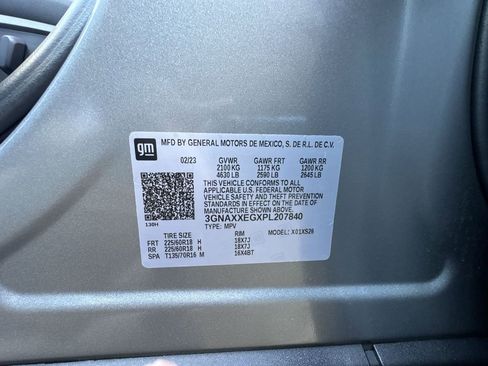 gm
MFD BY GENERAL MOTORS DE MEXICO, S. DE R.L. DE C.V.
02/23 GVWR GAWR FRT GAWR RR
2100 KG 1175 KG 1200 KG
4630 LB 2590 LB 2645 LB
THIS VEHICLE CONFORMS TO ALL
APPLICABLE U.S. FEDERAL MOTOR
VEHICLE SAFETY AND THEFT PREVENTION
STANDARDS IN EFFECT ON THE DATE
OF MANUFACTURE SHOWN ABOVE.
3GNAXXEGXPL207840
TYPE: MPV
130H
TIRE SIZE RIM MODEL: X01XS26
FRT 225/60R18 H 18X7J
RR 225/60R18 H 18X7J
SPA T135/70R16 M 16X4BT